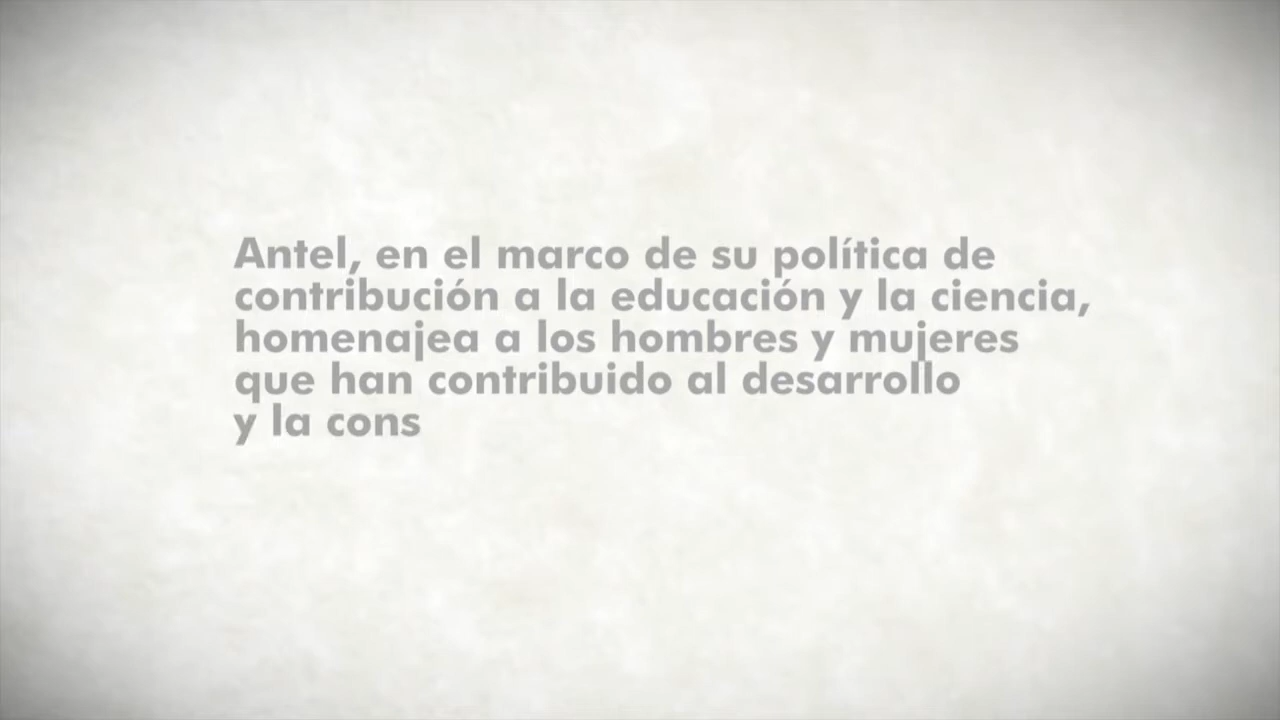 Antel, en el marco de su política de
contribución a la educación y la ciencia,
homenajea a los hombres y mujeres
que han contribuido al desarrollo
y la cons